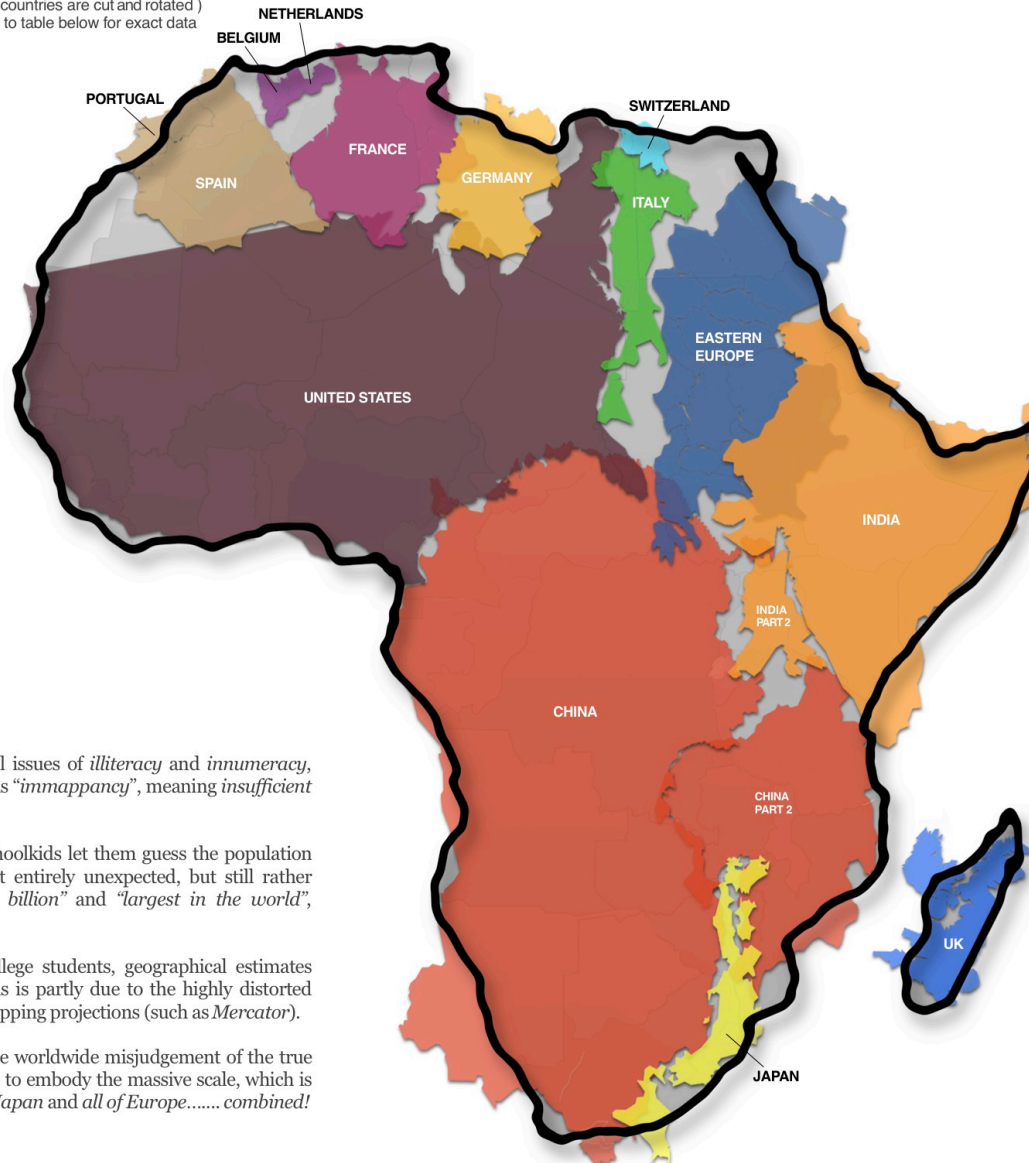 countries are cut and rotated )
to table below for exact data
NETHERLANDS
BELGIUM
PORTUGAL
SWITZERLAND
FRANCE
SPAIN
GERMANY
ITALY
EASTERN
EUROPE
UNITED STATES
INDIA
INDIA
PART 2
CHINA
CHINA
PART 2
UK
JAPAN
l issues of illiteracy and innumeracy,
s “immappancy”, meaning insufficient
oolkids let them guess the population
t entirely unexpected, but still rather
billion” and “largest in the world”,
llege students, geographical estimates
s is partly due to the highly distorted
pping projections (such as Mercator).
e worldwide misjudgement of the true
to embody the massive scale, which is
Japan and all of Europe....... combined!